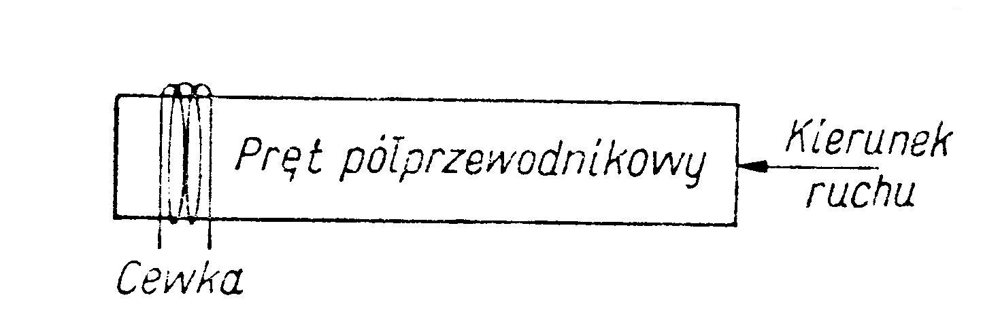 Pręt półprzewodnikowy
Kierunek
ruchu
Cewka